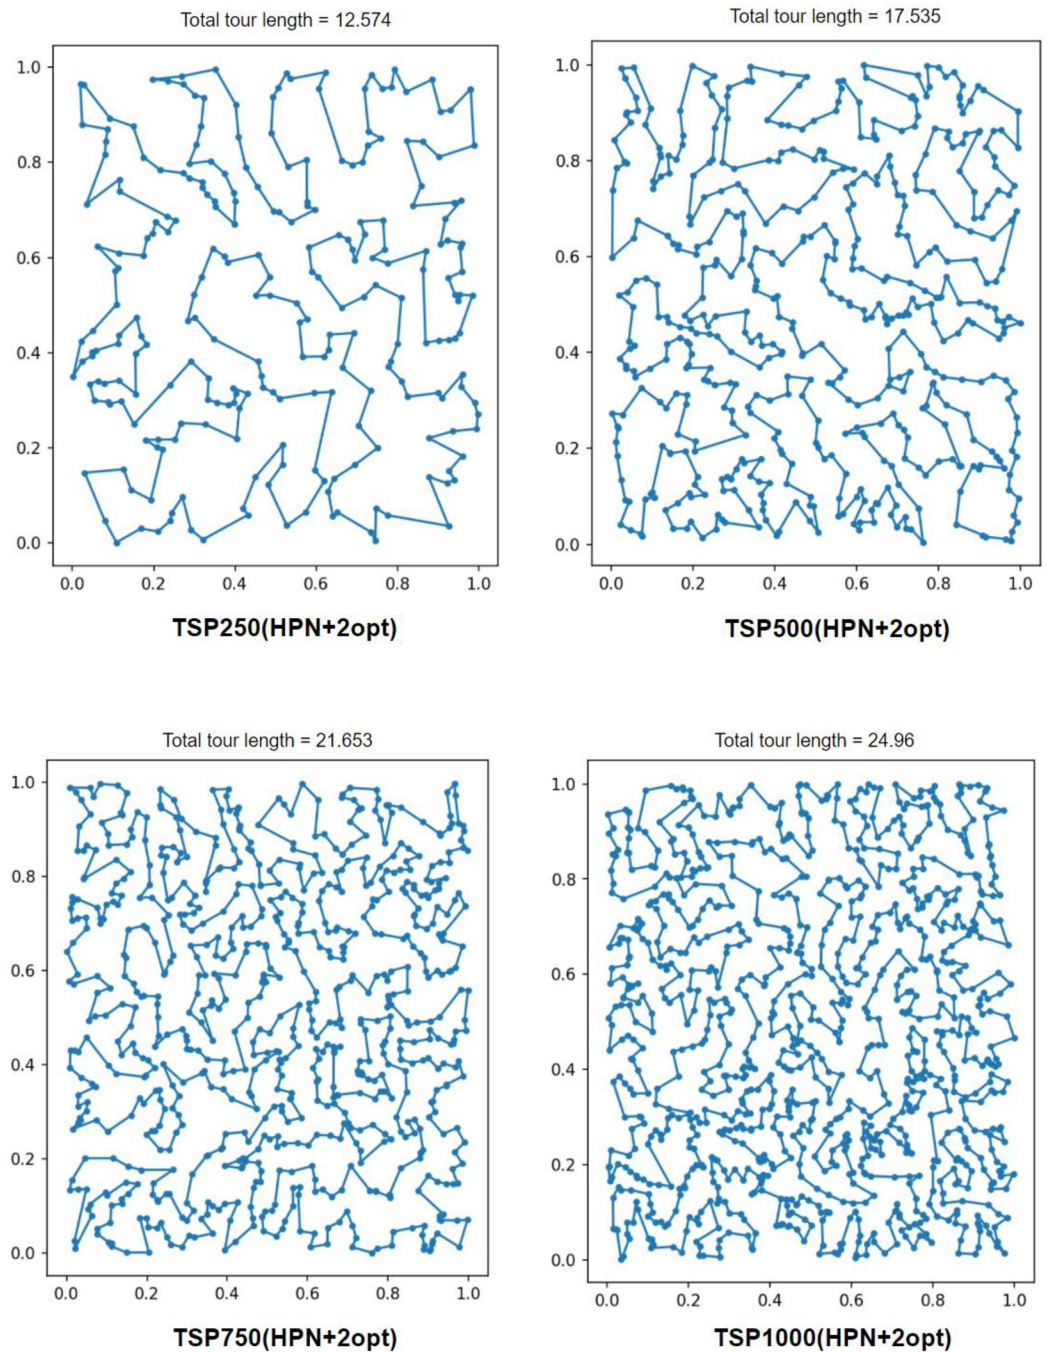 Total tour length = 12.574
1.0
0.8
0.6
0.4
0.2
0.0
0.0 0.2 0.4 0.6 0.8 1.0
TSP250(HPN+2opt)
Total tour length = 17.535
1.0
0.8
0.6
0.4
0.2
0.0
0.0 0.2 0.4 0.6 0.8 1.0
TSP500(HPN+2opt)
Total tour length = 21.653
1.0
0.8
0.6
0.4
0.2
0.0
0.0 0.2 0.4 0.6 0.8 1.0
TSP750(HPN+2opt)
Total tour length = 24.96
1.0
0.8
0.6
0.4
0.2
0.0
0.0 0.2 0.4 0.6 0.8 1.0
TSP1000(HPN+2opt)